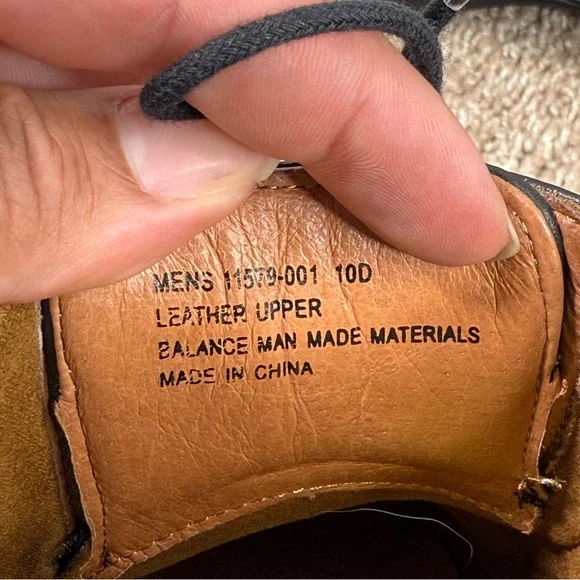 MENS 11579-001 10D
LEATHER UPPER
BALANCE MAN MADE MATERIALS
MADE IN CHINA